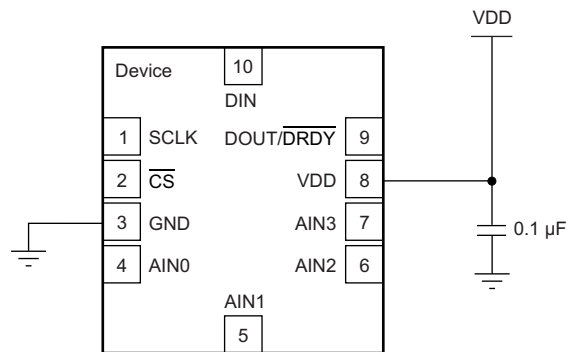 VDD
Device
10
DIN
1 SCLK DOUT/DRDY 9
2 CS VDD 8
3 GND AIN3 7
0.1 µF
4 AIN0 AIN2 6
AIN1
5